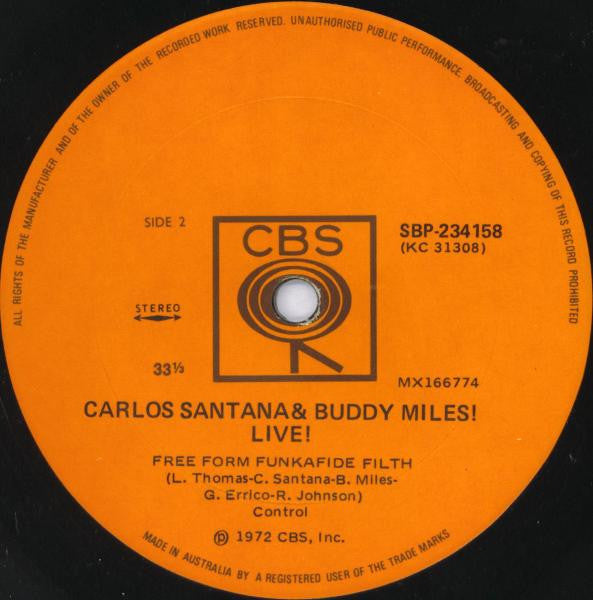 ALL RIGHTS OF THE MANUFACTURER AND OF THE OWNER OF THE RECORDED WORK RESERVED. UNAUTHORISED PUBLIC PERFORMANCE, BROADCASTING AND COPYING OF THIS RECORD PROHIBITED
SIDE 2
CBS
SBP-234158
(KC 31308)
STEREO
33⅓
MX166774
CARLOS SANTANA & BUDDY MILES!
LIVE!
FREE FORM FUNKAFIDE FILTH
(L. Thomas-C. Santana-B. Miles-
G. Errico-R. Johnson)
Control
℗ 1972 CBS, Inc.
MADE IN AUSTRALIA BY A REGISTERED USER OF THE TRADE MARKS